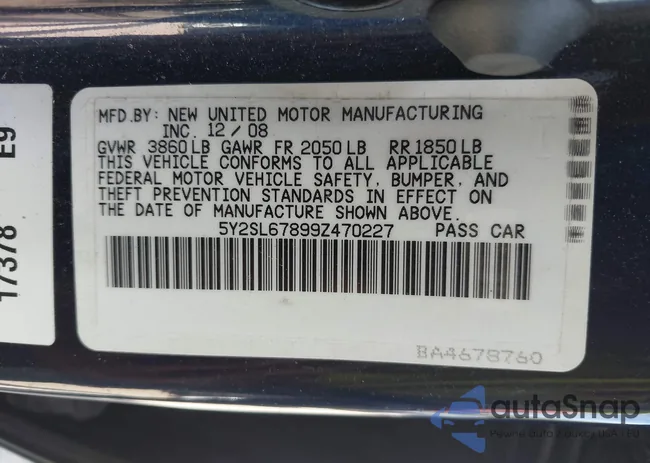 MFD.BY: NEW UNITED MOTOR MANUFACTURING
INC. 12 / 08
GVWR 3860 LB GAWR FR 2050 LB RR 1850 LB
THIS VEHICLE CONFORMS TO ALL APPLICABLE
FEDERAL MOTOR VEHICLE SAFETY, BUMPER, AND
THEFT PREVENTION STANDARDS IN EFFECT ON
THE DATE OF MANUFACTURE SHOWN ABOVE.
5Y2SL67899Z470227 PASS CAR
BA4678760
17378 E9
autoSnap